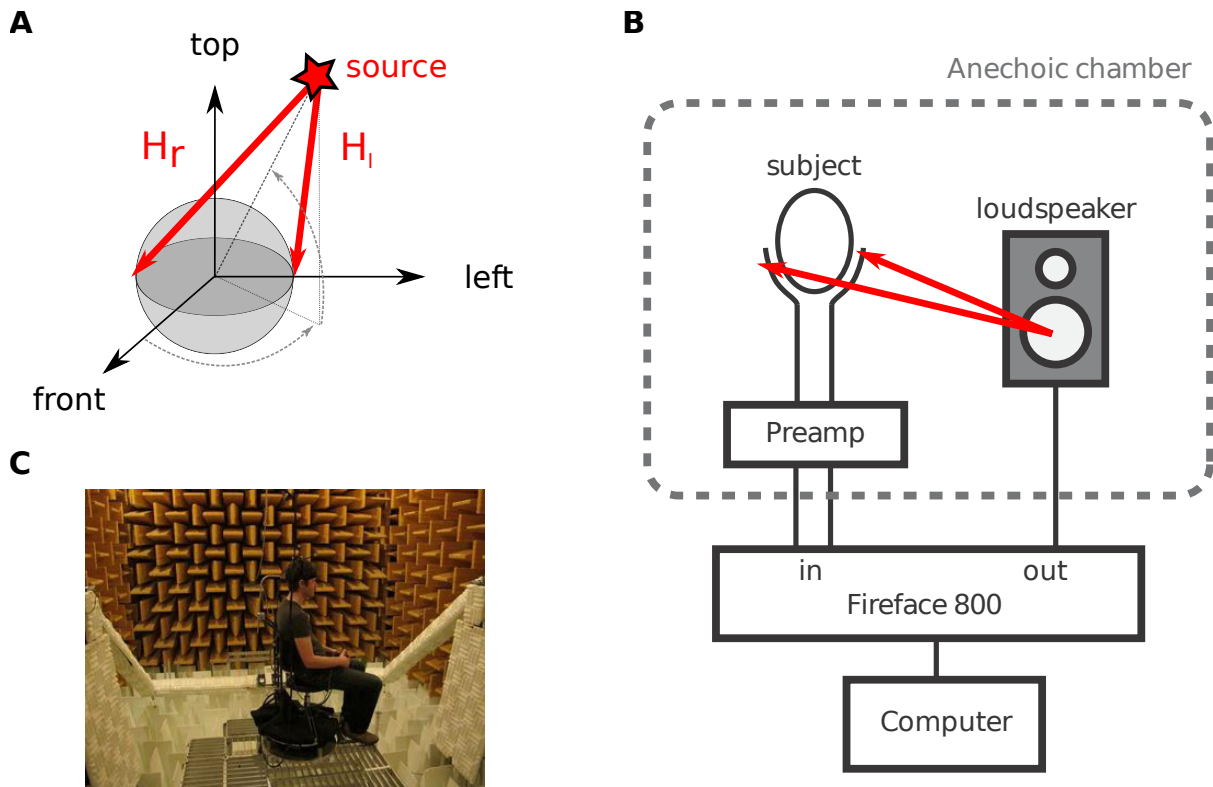 A
top
source
Hr
Hl
left
front
B
Anechoic chamber
subject
loudspeaker
Preamp
in
out
Fireface 800
Computer
C